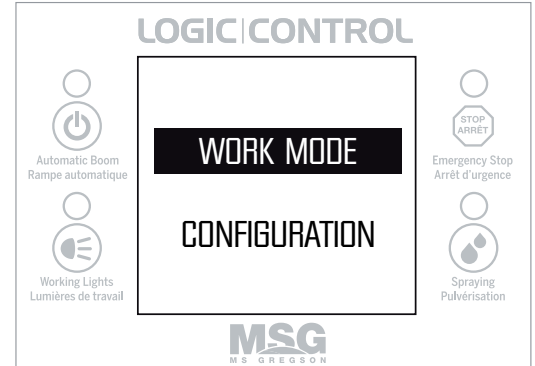 LOGIC|CONTROL
Automatic Boom
Rampe automatique
Working Lights
Lumières de travail
WORK MODE
CONFIGURATION
STOP
ARRÊT
Emergency Stop
Arrêt d'urgence
Spraying
Pulvérisation
MSG
MS GREGSON